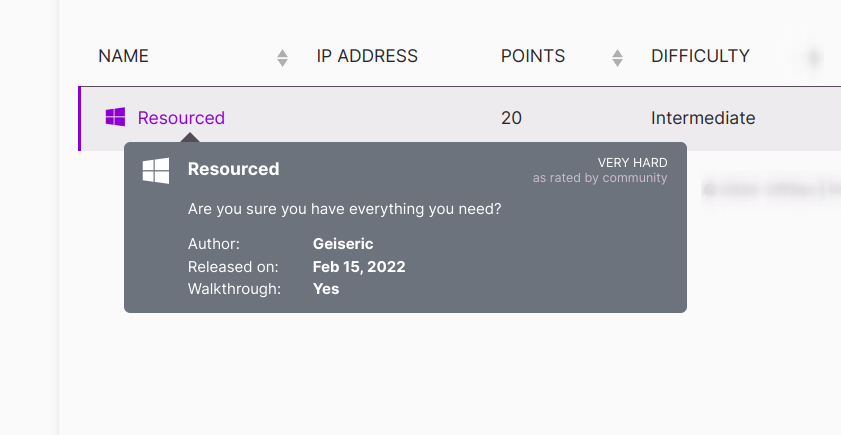 NAME IP ADDRESS POINTS DIFFICULTY
Resourced 20 Intermediate
Resourced VERY HARD
as rated by community
Are you sure you have everything you need?
Author: Geiseric
Released on: Feb 15, 2022
Walkthrough: Yes